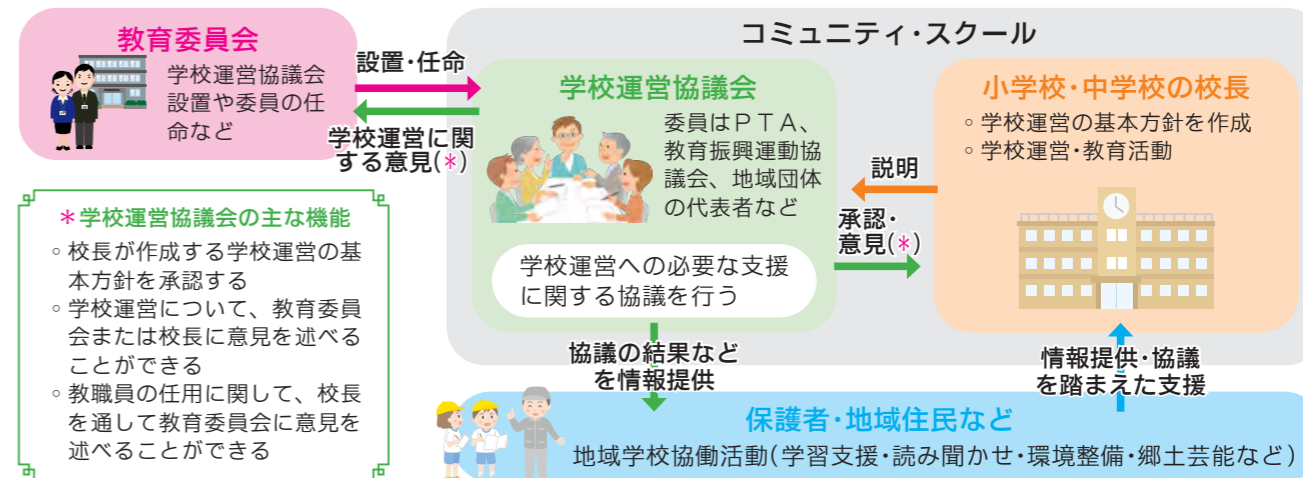 コミュニティ・スクール
教育委員会
学校運営協議会
設置や委員の任
命など
設置・任命
学校運営に関
する意見(*)
学校運営協議会
委員はＰＴＡ、
教育振興運動協
議会、地域団体
の代表者など
学校運営への必要な支援
に関する協議を行う
説明
承認・
意見(*)
小学校・中学校の校長
◦学校運営の基本方針を作成
◦学校運営・教育活動
*学校運営協議会の主な機能
◦校長が作成する学校運営の基
本方針を承認する
◦学校運営について、教育委員
会または校長に意見を述べる
ことができる
◦教職員の任用に関して、校長
を通して教育委員会に意見を
述べることができる
協議の結果など
を情報提供
情報提供・協議
を踏まえた支援
保護者・地域住民など
地域学校協働活動(学習支援・読み聞かせ・環境整備・郷土芸能など)